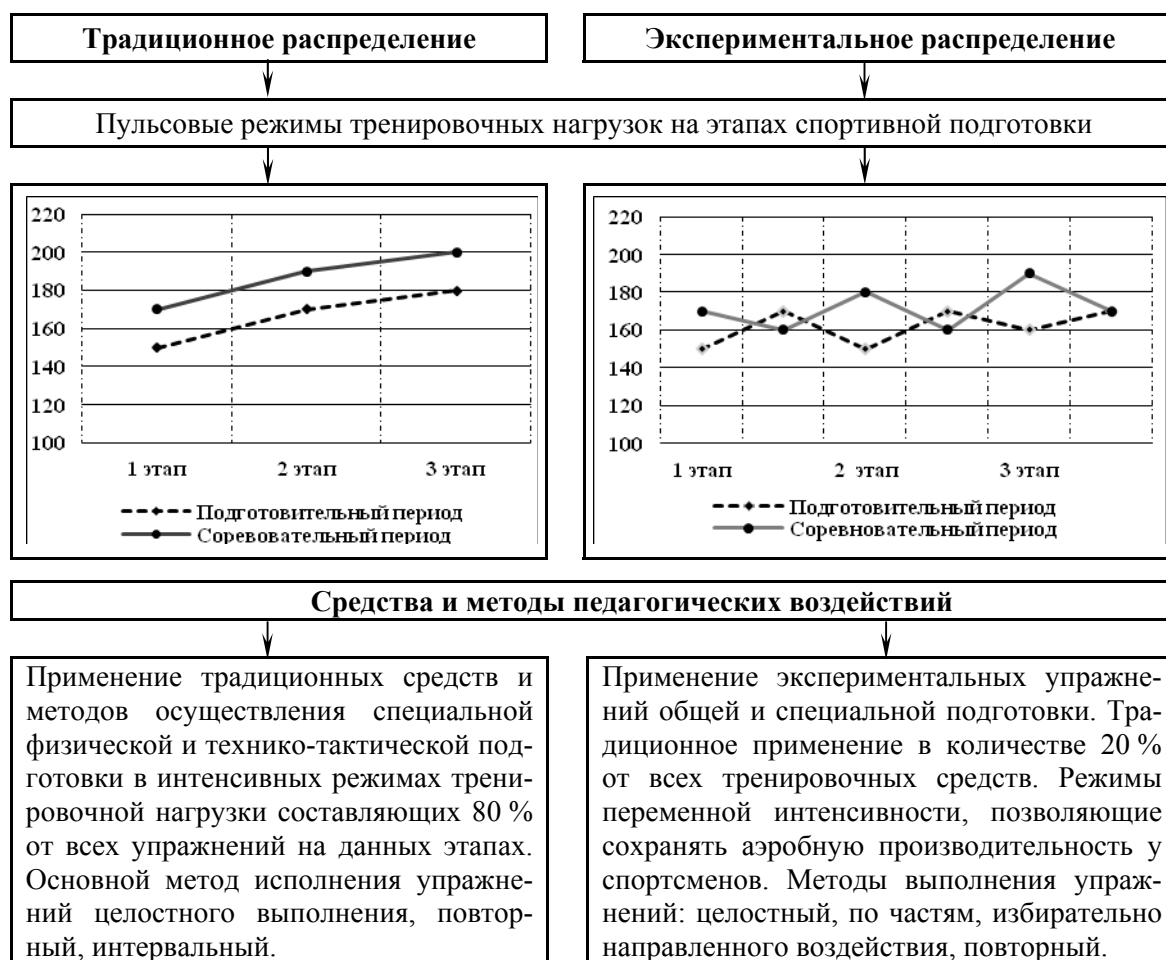 Традиционное распределение
Экспериментальное распределение
Пульсовые режимы тренировочных нагрузок на этапах спортивной подготовки
220
200
180
160
140
120
100
1 этап 2 этап 3 этап
Подготовительный период
Соревовательный период
220
200
180
160
140
120
100
1 этап 2 этап 3 этап
Подготовительный период
Соревновательный период
Средства и методы педагогических воздействий
Применение традиционных средств и
методов осуществления специальной
физической и технико-тактической под-
готовки в интенсивных режимах трени-
ровочной нагрузки составляющих 80 %
от всех упражнений на данных этапах.
Основной метод исполнения упражне-
ний целостного выполнения, повтор-
ный, интервальный.
Применение экспериментальных упражне-
ний общей и специальной подготовки. Тра-
диционное применение в количестве 20 %
от всех тренировочных средств. Режимы
переменной интенсивности, позволяющие
сохранять аэробную производительность у
спортсменов. Методы выполнения упраж-
нений: целостный, по частям, избирательно
направленного воздействия, повторный.